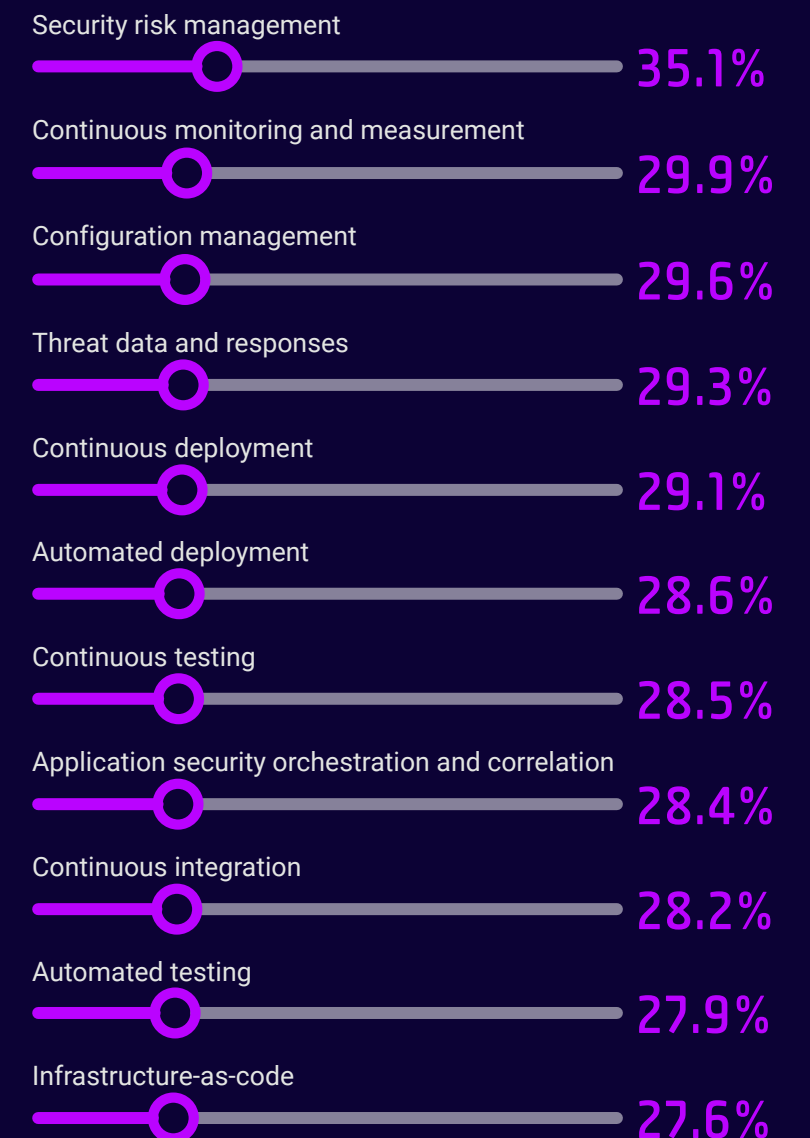 Security risk management
35.1%
Continuous monitoring and measurement
29.9%
Configuration management
29.6%
Threat data and responses
29.3%
Continuous deployment
29.1%
Automated deployment
28.6%
Continuous testing
28.5%
Application security orchestration and correlation
28.4%
Continuous integration
28.2%
Automated testing
27.9%
Infrastructure-as-code
27.6%